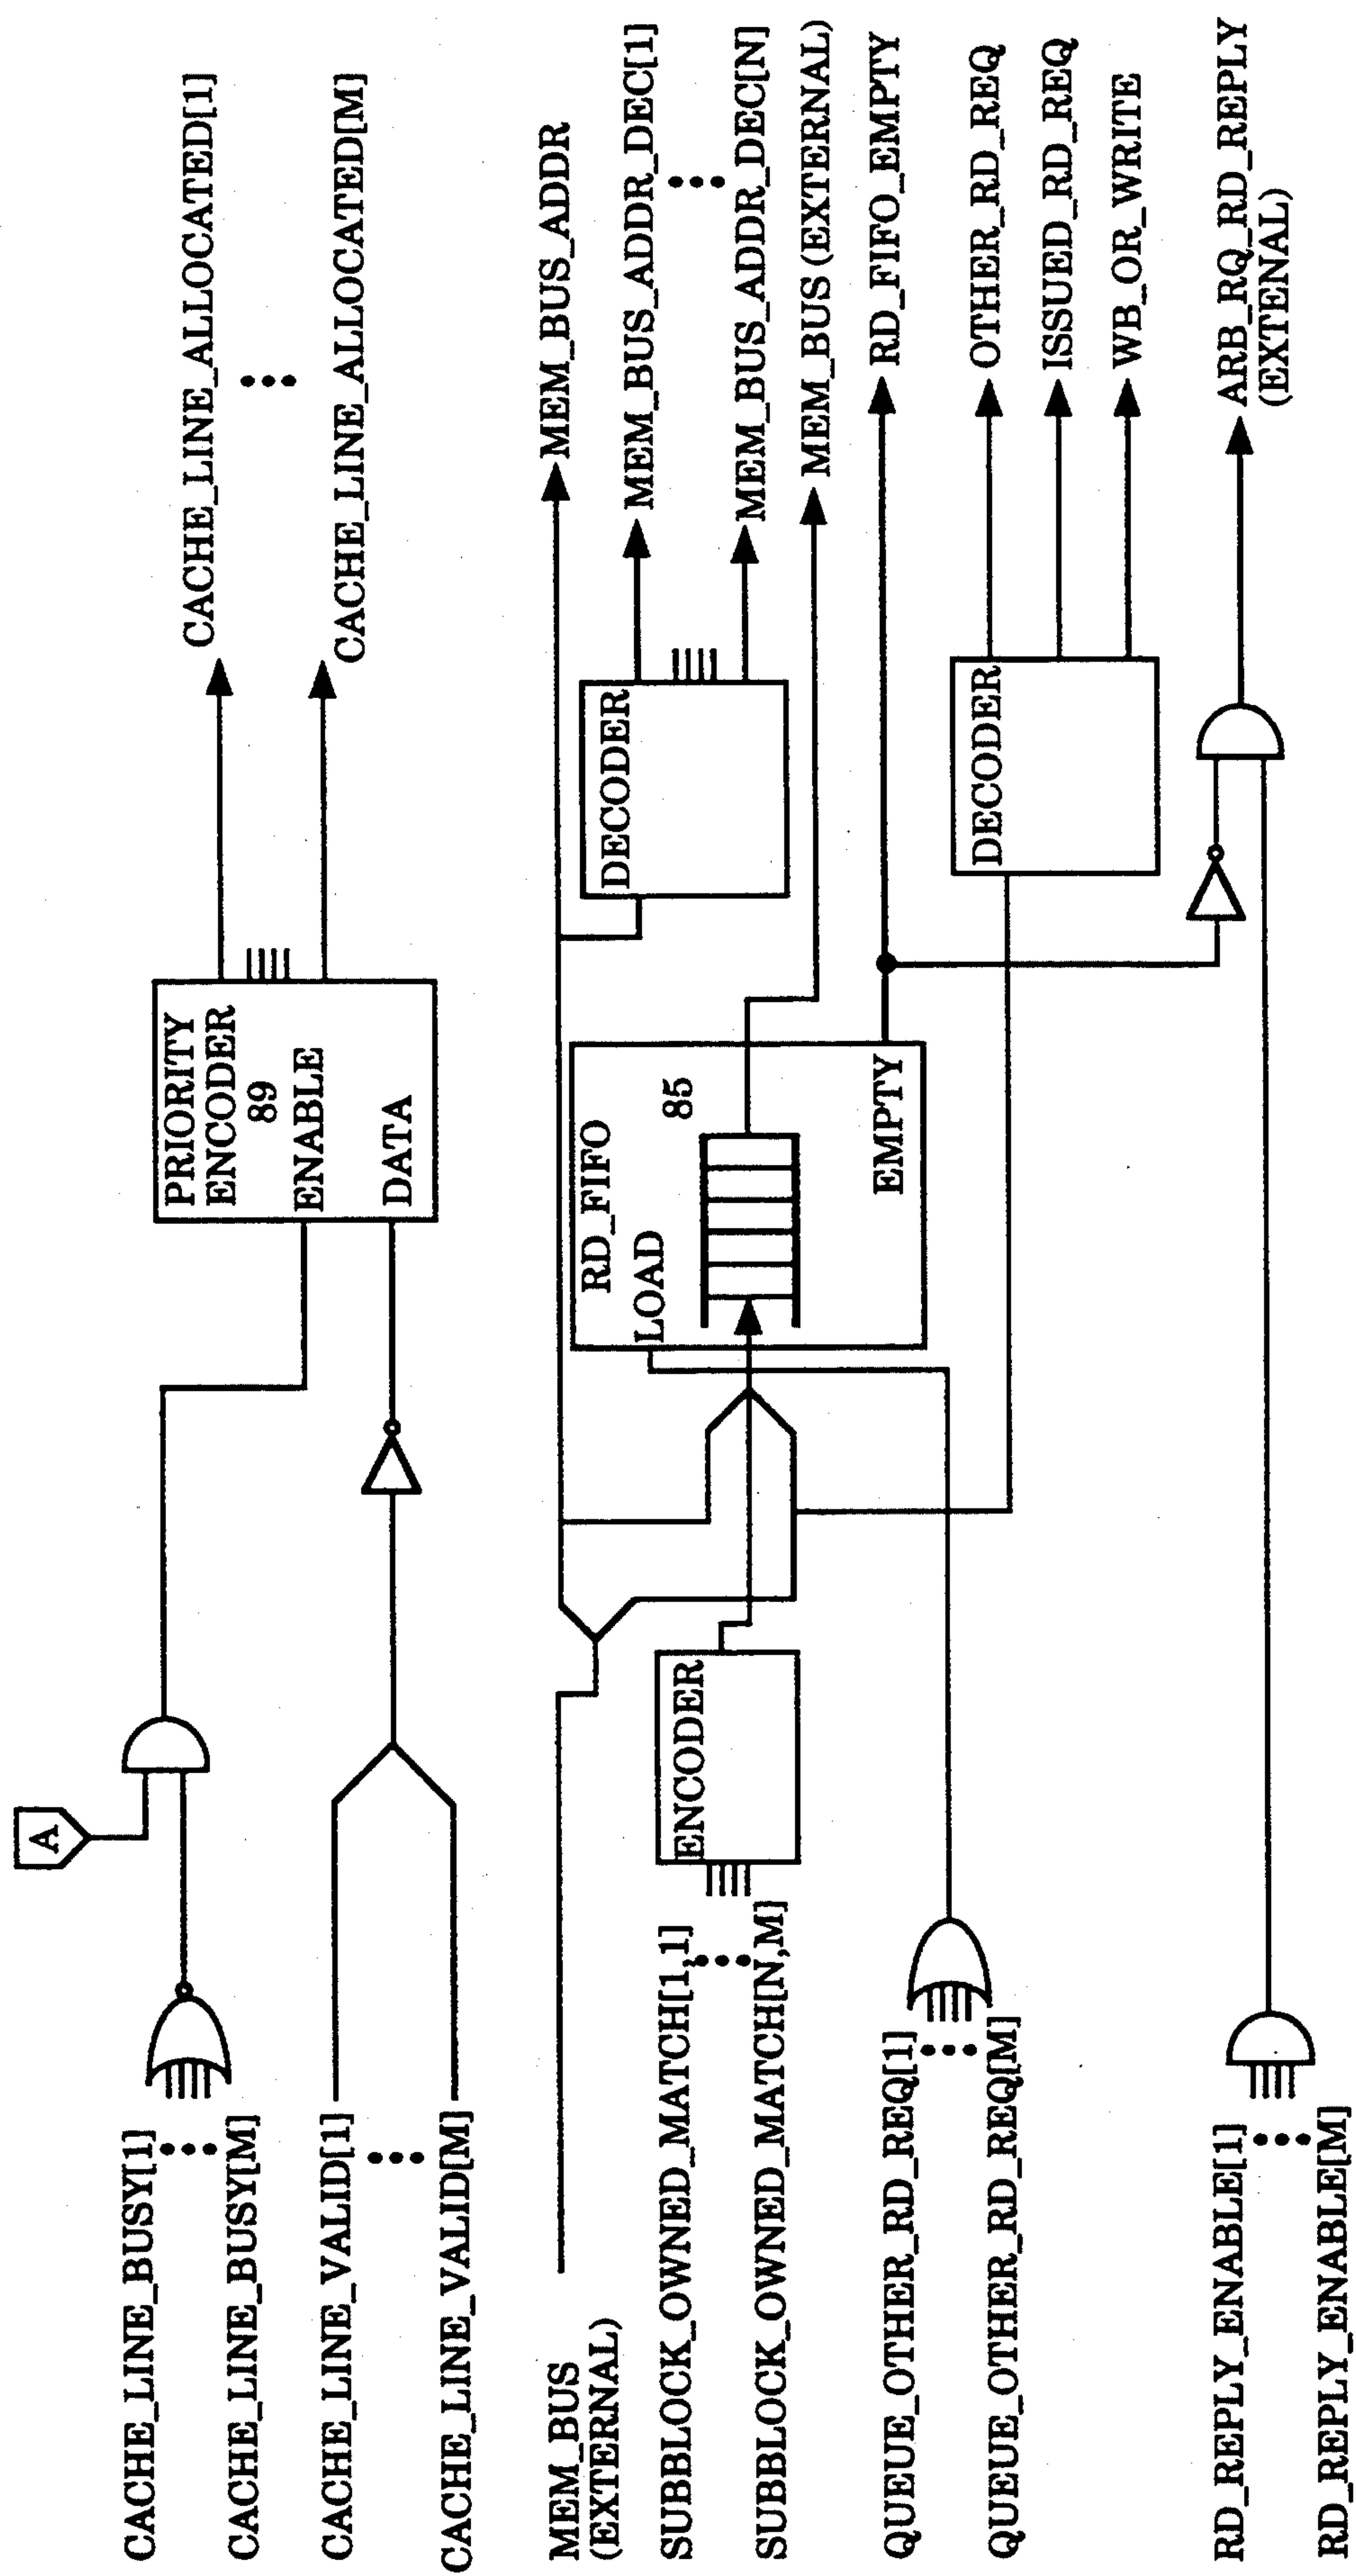 A
CACHE_LINE_BUSY[1]
CACHE_LINE_BUSY[M]
CACHE_LINE_VALID[1]
CACHE_LINE_VALID[M]
PRIORITY
ENCODER
89
ENABLE
DATA
CACHE_LINE_ALLOCATED[1]
CACHE_LINE_ALLOCATED[M]
MEM_BUS
(EXTERNAL)
SUBBLOCK_OWNED_MATCH[1,1]
SUBBLOCK_OWNED_MATCH[N,M]
ENCODER
QUEUE_OTHER_RD_REQ[1]
QUEUE_OTHER_RD_REQ[M]
RD_FIFO
LOAD
85
EMPTY
DECODER
MEM_BUS_ADDR
MEM_BUS_ADDR_DEC[1]
MEM_BUS_ADDR_DEC[N]
MEM_BUS (EXTERNAL)
RD_FIFO_EMPTY
DECODER
OTHER_RD_REQ
ISSUED_RD_REQ
WB_OR_WRITE
RD_REPLY_ENABLE[1]
RD_REPLY_ENABLE[M]
ARB_RQ_RD_REPLY
(EXTENAL)